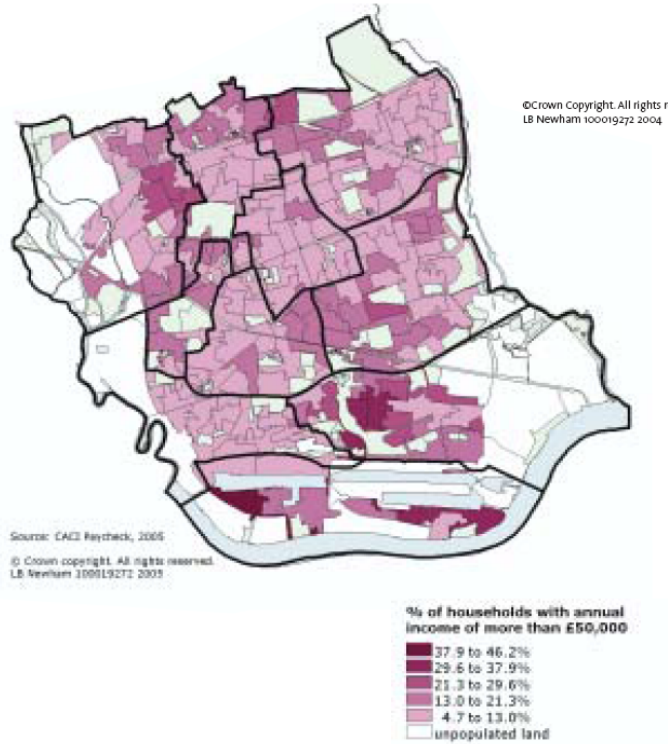 ©Crown Copyright. All rights r
LB Newham 100019272 2004
Source: CACI Paycheck, 2005
© Crown copyright. All rights reserved.
LB Newham 100019272 2005
% of households with annual
income of more than £50,000
37.9 to 46.2%
29.6 to 37.9%
21.3 to 29.6%
13.0 to 21.3%
4.7 to 13.0%
unpopulated land